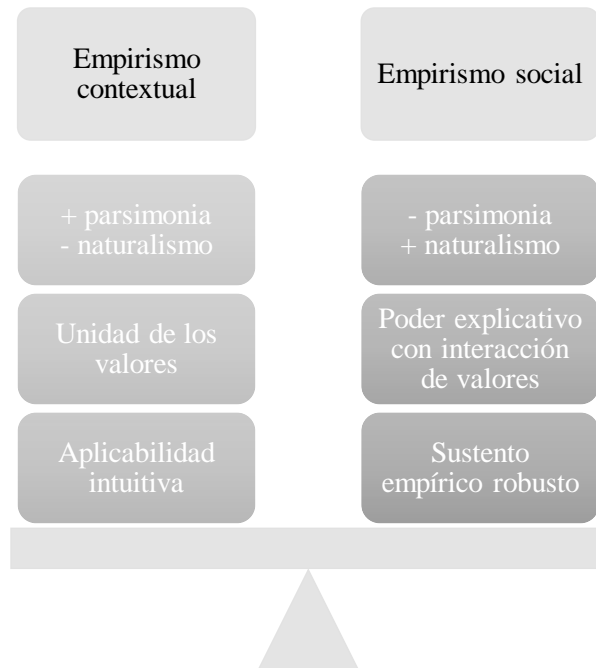 Empirismo
contextual
Empirismo social
+ parsimonia
- naturalismo
- parsimonia
+ naturalismo
Unidad de los
valores
Poder explicativo
con interacción
de valores
Aplicabilidad
intuitiva
Sustento
empírico robusto